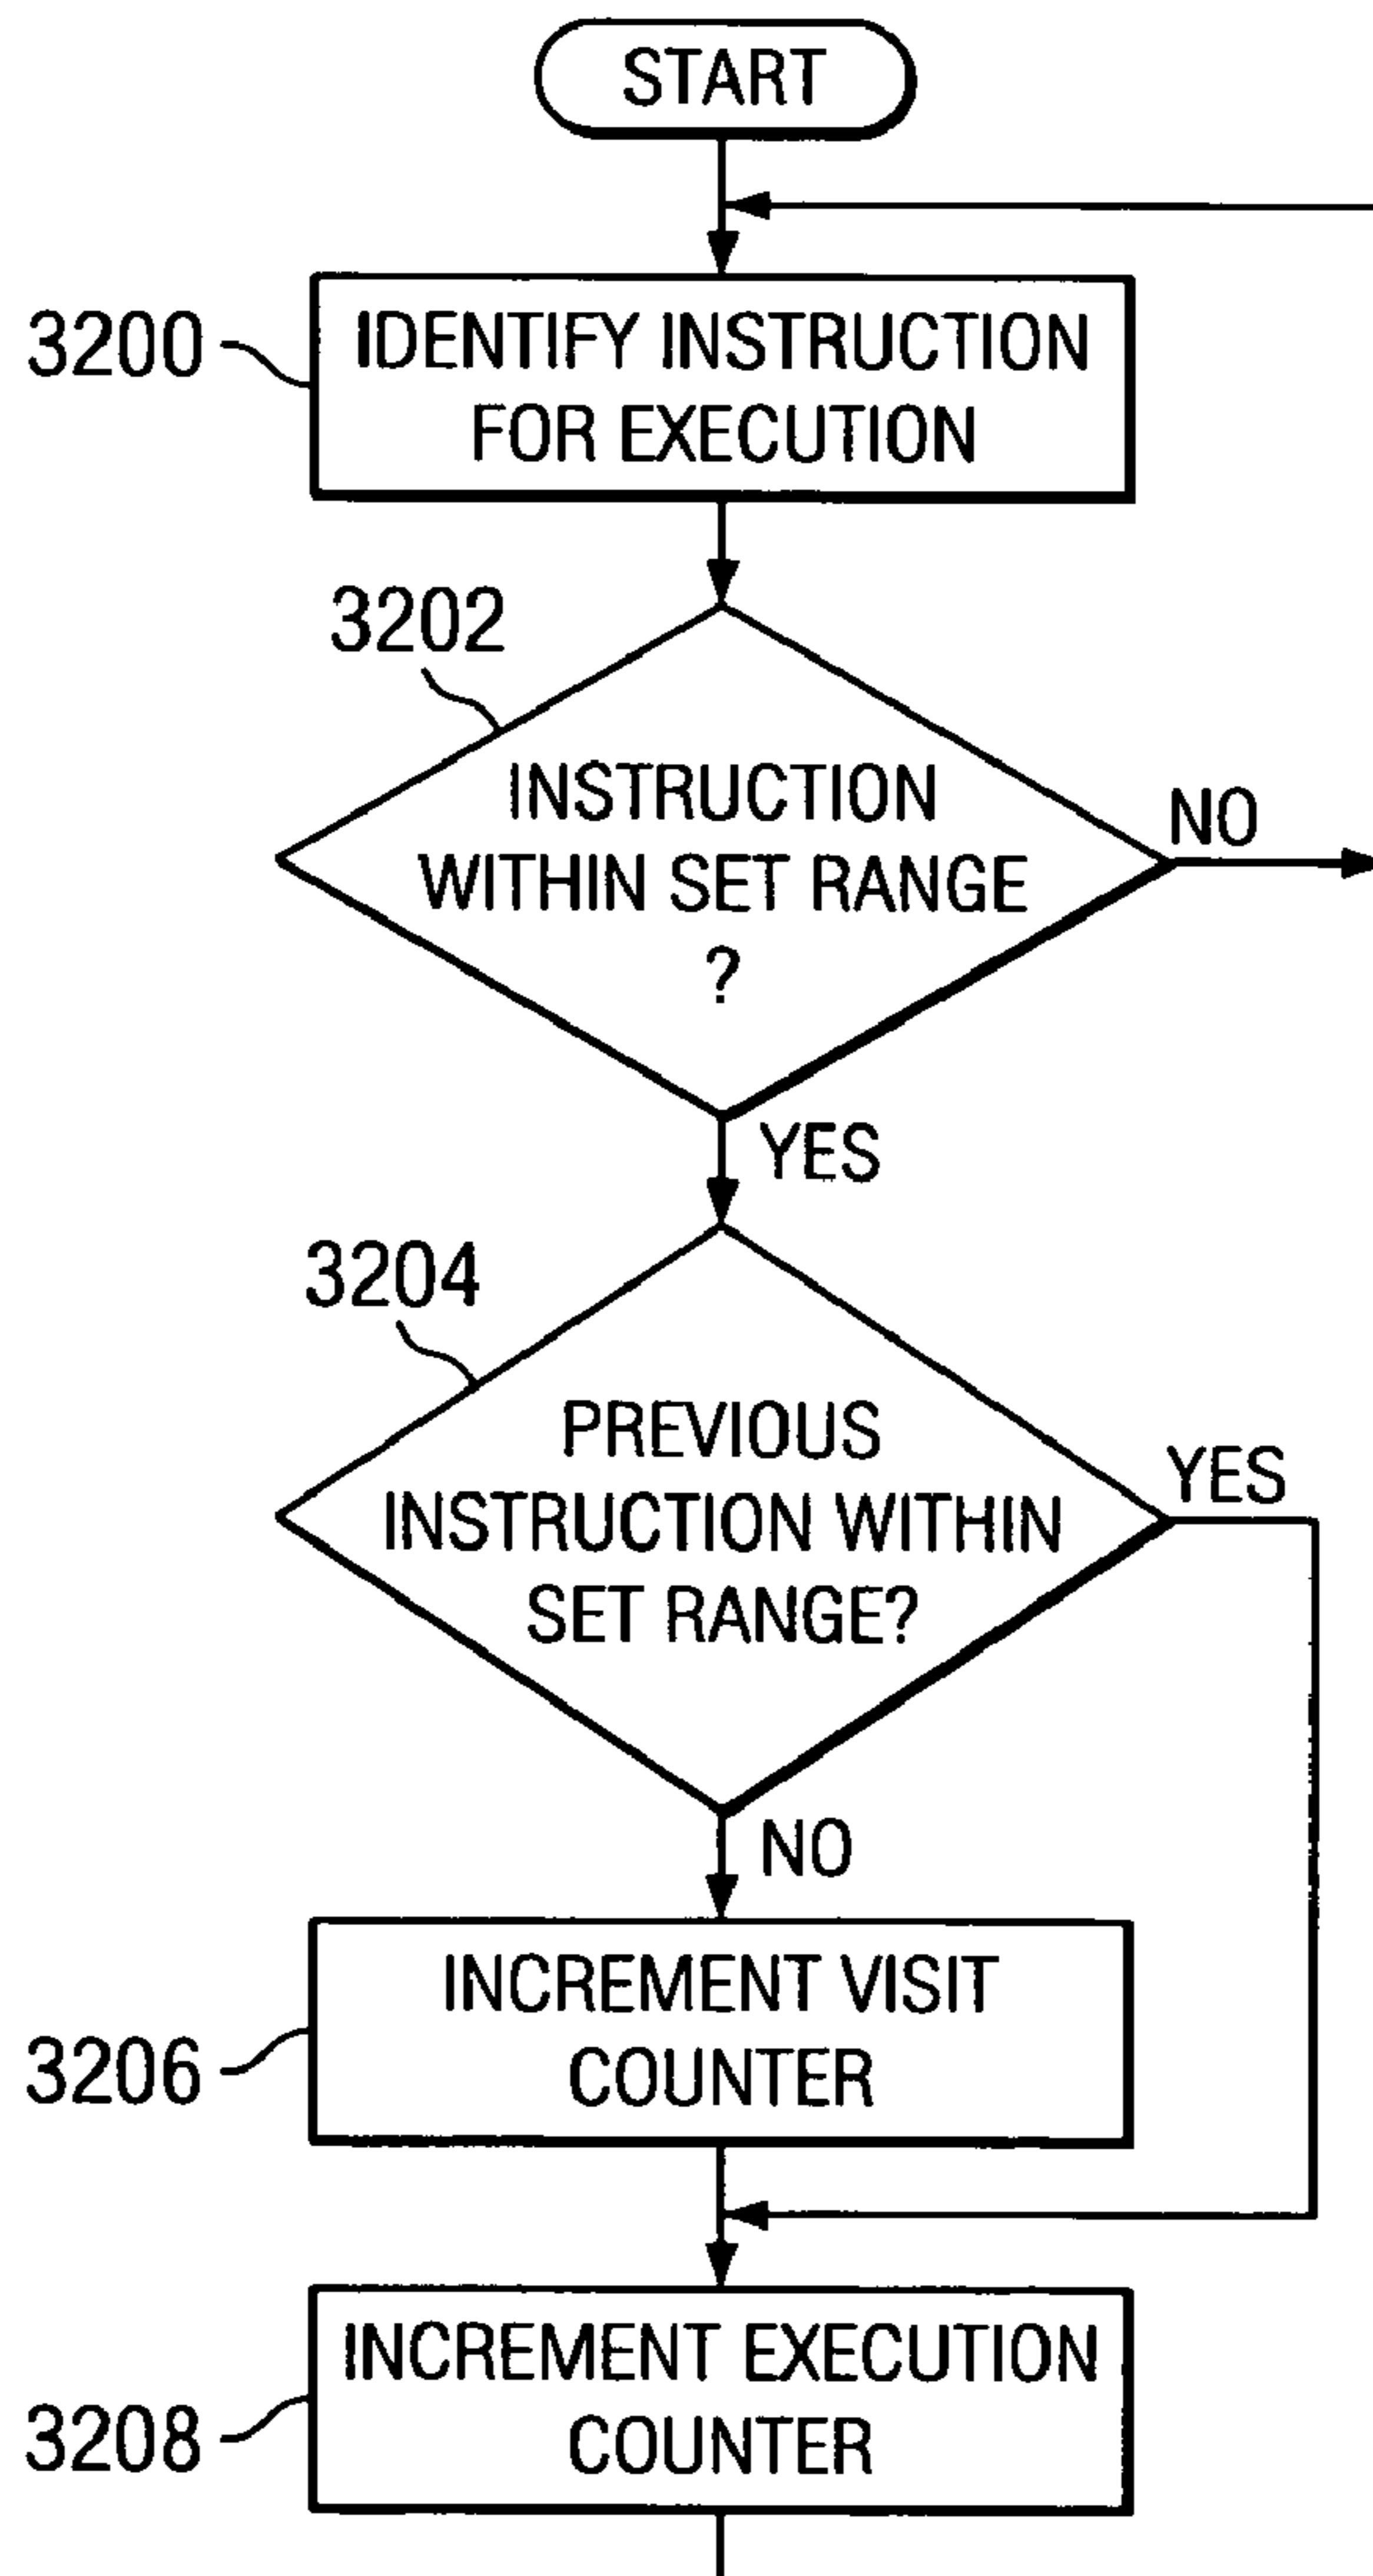 START
3200
IDENTIFY INSTRUCTION
FOR EXECUTION
3202
INSTRUCTION
WITHIN SET RANGE
?
NO
YES
3204
PREVIOUS
INSTRUCTION WITHIN
SET RANGE?
YES
NO
3206
INCREMENT VISIT
COUNTER
3208
INCREMENT EXECUTION
COUNTER